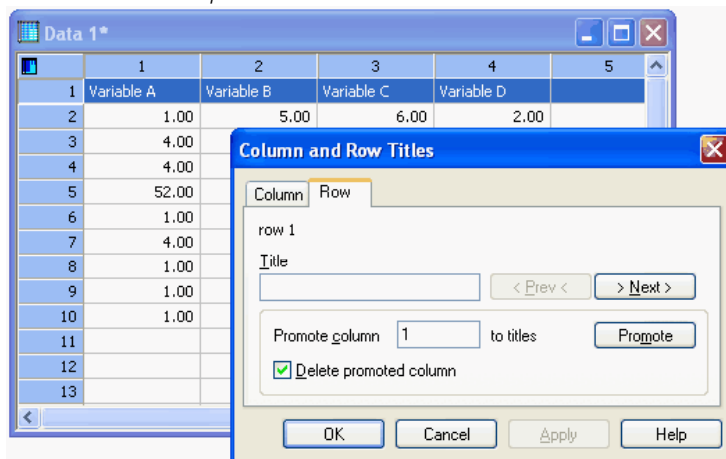 Data 1*
1 2 3 4 5
1 Variable A Variable B Variable C Variable D
2 1.00 5.00 6.00 2.00
3 4.00
4 4.00
5 52.00
6 1.00
7 4.00
8 1.00
9 1.00
10 1.00
11
12
13
Column and Row Titles
Column Row
row 1
Title
< Prev < > Next >
Promote column 1 to titles Promote
Delete promoted column
OK Cancel Apply Help